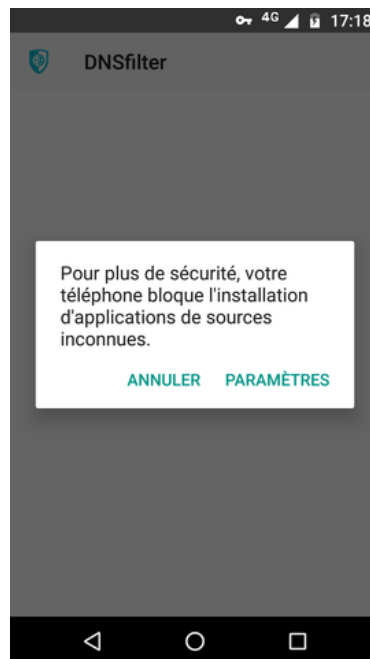 4G 17:18
DNSfilter
Pour plus de sécurité, votre
téléphone bloque l'installation
d'applications de sources
inconnues.
ANNULER PARAMÈTRES